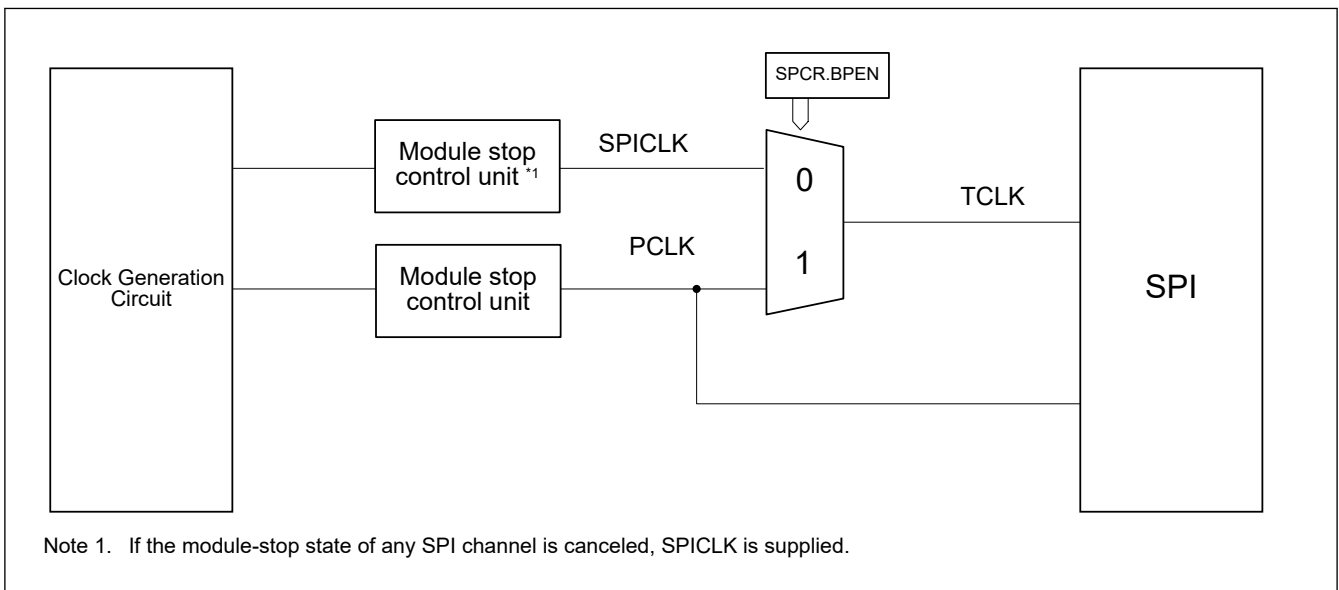 SPCR.BPEN
Module stop
control unit *1
SPICLK
0
TCLK
Clock Generation
Circuit
Module stop
control unit
PCLK
1
SPI
Note 1. If the module-stop state of any SPI channel is canceled, SPICLK is supplied.